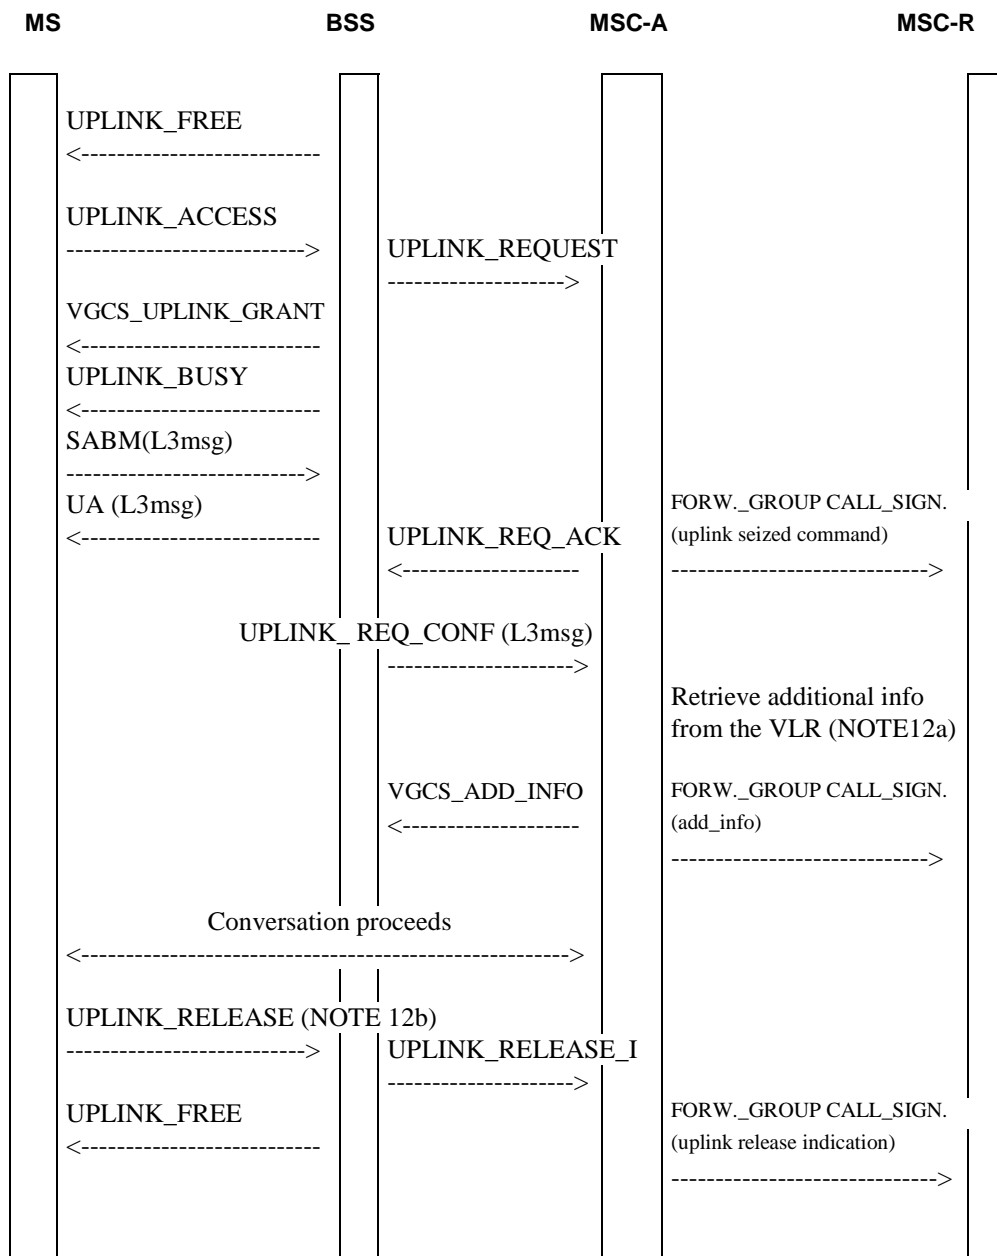 MS BSS MSC-A MSC-R
UPLINK_FREE
<---------------------------
UPLINK_ACCESS
--------------------------->
UPLINK_REQUEST
-------------------->
VGCS_UPLINK_GRANT
<---------------------------
UPLINK_BUSY
<---------------------------
SABM(L3msg)
--------------------------->
UA (L3msg)
<---------------------------
FORW._GROUP CALL_SIGN.
(uplink seized command)
----------------------------->
UPLINK_REQ_ACK
<--------------------
UPLINK_ REQ_CONF (L3msg)
--------------------->
Retrieve additional info
from the VLR (NOTE12a)
VGCS_ADD_INFO
<--------------------
FORW._GROUP CALL_SIGN.
(add_info)
----------------------------->
Conversation proceeds
<------------------------------------------------------->
UPLINK_RELEASE (NOTE 12b)
--------------------------->
UPLINK_RELEASE_I
--------------------->
UPLINK_FREE
<---------------------------
FORW._GROUP CALL_SIGN.
(uplink release indication)
------------------------------>